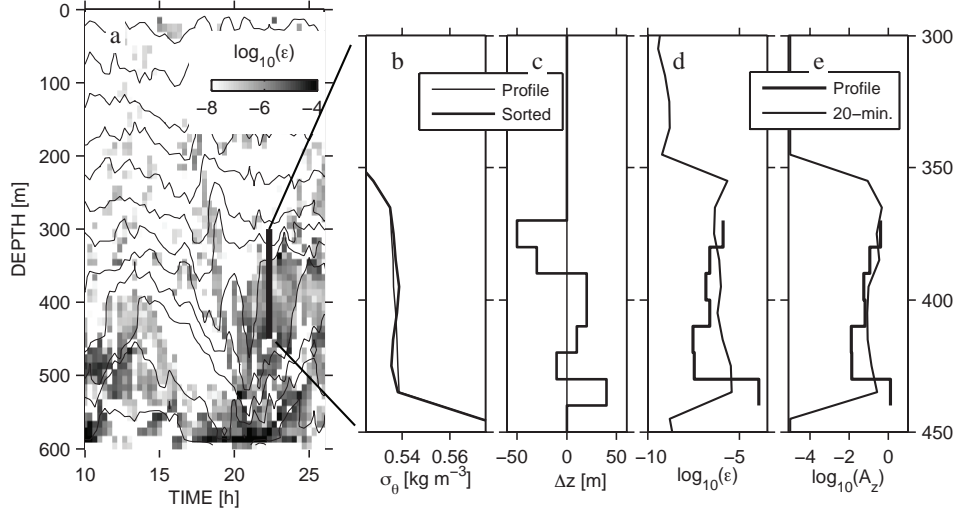 0
100
200
300
400
500
600
DEPTH [m]
10
15
20
25
TIME [h]
a
log10(ε)
−8
−6
−4
b
c
d
e
Profile
Sorted
Profile
20−min.
0.54
0.56
σθ [kg m−3]
−50
0
50
Δz [m]
−10
−5
log10(ε)
−4
−2
0
log10(Az)
300
350
400
450